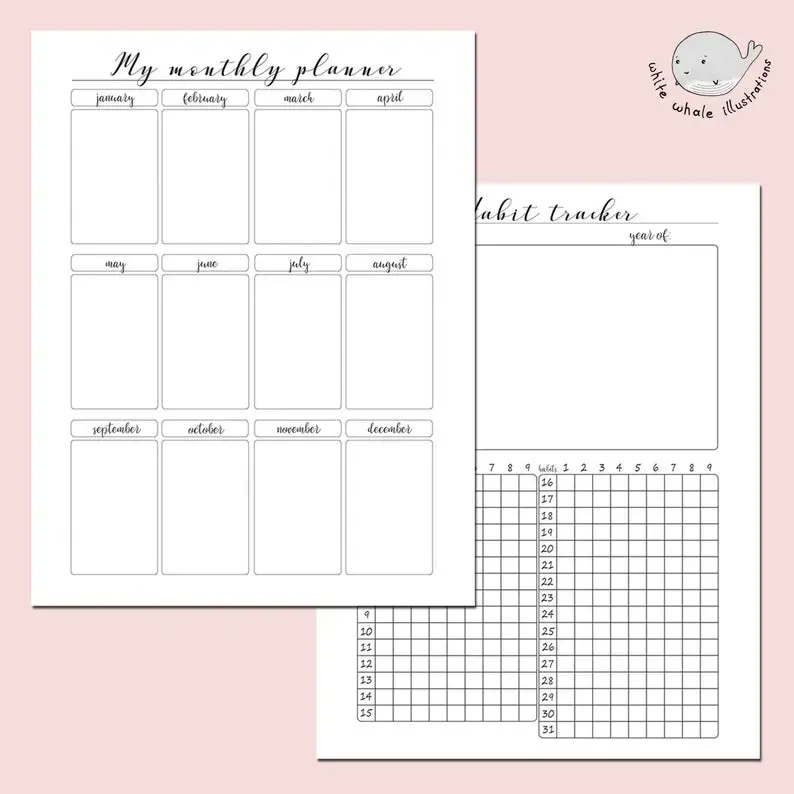 My monthly planner
january february march april
may june july august
september october november december
white whale illustrations
habit tracker
year of:
7 8 9 habits 1 2 3 4 5 6 7 8 9
16
17
18
19
20
21
22
23
9 24
10 25
11 26
12 27
13 28
14 29
15 30
31